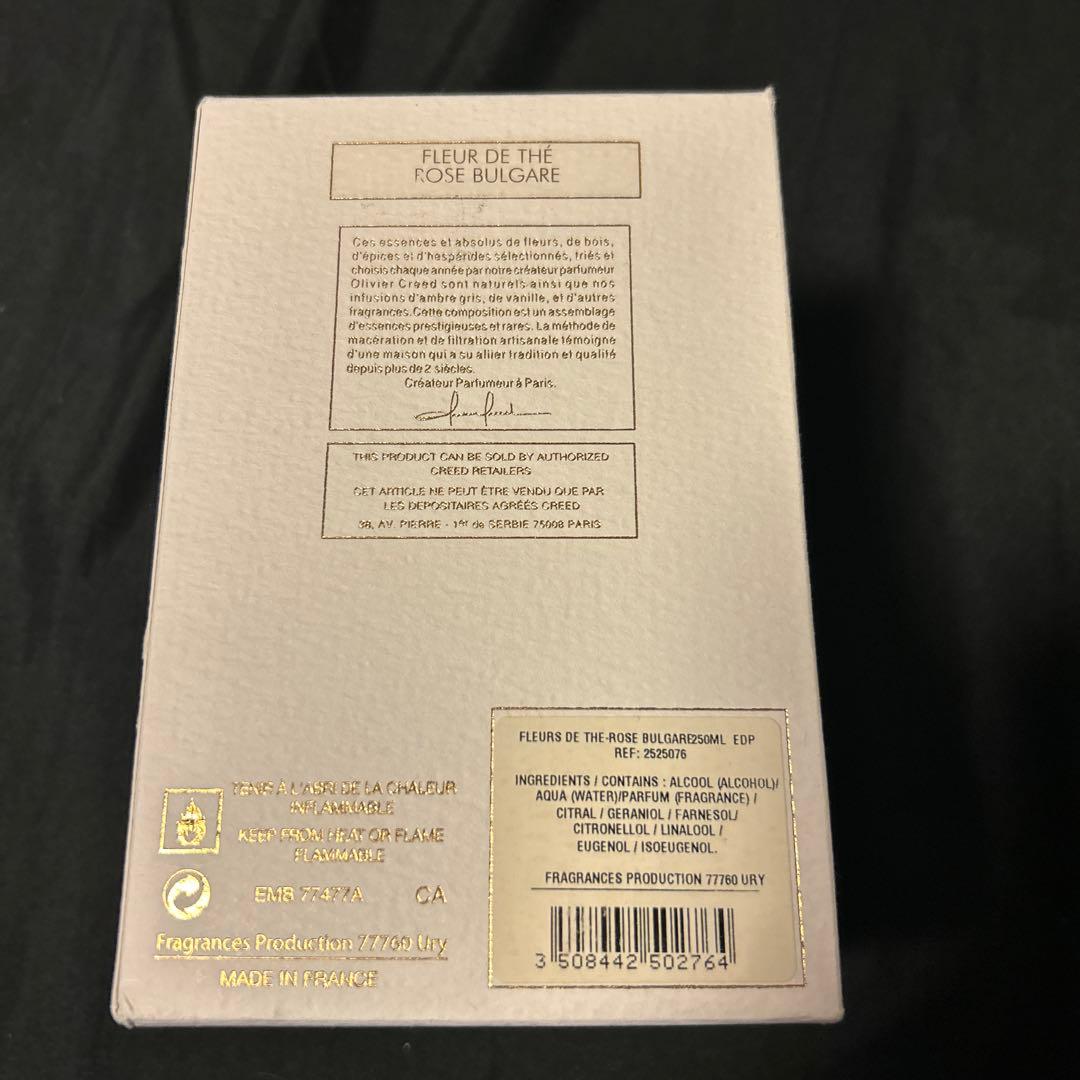 FLEUR DE THÉ
ROSE BULGARE
Ces essences et absolus de fleurs, de bois,
d'épices et d'hespérides sélectionnés, triés et
choisis chaque année par notre créateur parfumeur
Olivier Creed sont naturels ainsi que nos
infusions d'ambre gris, de vanille, et d'autres
fragrances. Cette composition est un assemblage
d'essences prestigieuses et rares. La méthode de
macération et de filtration artisanale témoigne
d'une maison qui a su allier tradition et qualité
depuis plus de 2 siècles.
Créateur Parfumeur à Paris.
THIS PRODUCT CAN BE SOLD BY AUTHORIZED
CREED RETAILERS
CET ARTICLE NE PEUT ÊTRE VENDU QUE PAR
LES DEPOSITAIRES AGRÉÉS CREED
38, AV. PIERRE - 1er de SERBIE 75008 PARIS
TENIR À L'ABRI DE LA CHALEUR
INFLAMMABLE
KEEP FROM HEAT OR FLAME
FLAMMABLE
EMB 77477A CA
Fragrances Production 77760 Ury
MADE IN FRANCE
FLEURS DE THE-ROSE BULGARE250ML EDP
REF: 2525076
INGREDIENTS / CONTAINS : ALCOOL (ALCOHOL)/
AQUA (WATER)/PARFUM (FRAGRANCE) /
CITRAL / GERANIOL / FARNESOL/
CITRONELLOL / LINALOOL /
EUGENOL / ISOEUGENOL.
FRAGRANCES PRODUCTION 77760 URY
3 508442 502764